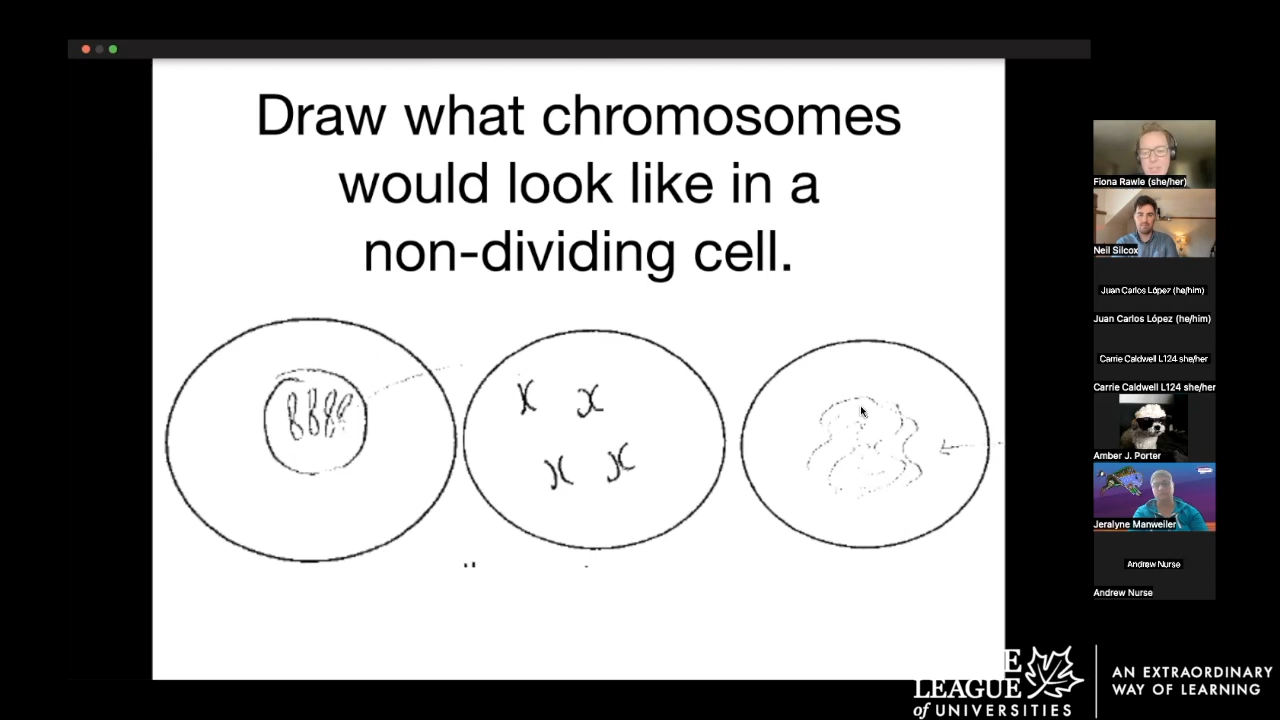 Draw what chromosomes
would look like in a
non-dividing cell.
Fiona Rawle (she/her)
Neil Silcox
Juan Carlos López (he/him)
Juan Carlos López (he/him)
Carrie Caldwell L124 she/her
Carrie Caldwell L124 she/her
Amber J. Porter
Jeralyne Manweiler
Andrew Nurse
Andrew Nurse
LEAGUE
of UNIVERSITIES
AN EXTRAORDINARY
WAY OF LEARNING